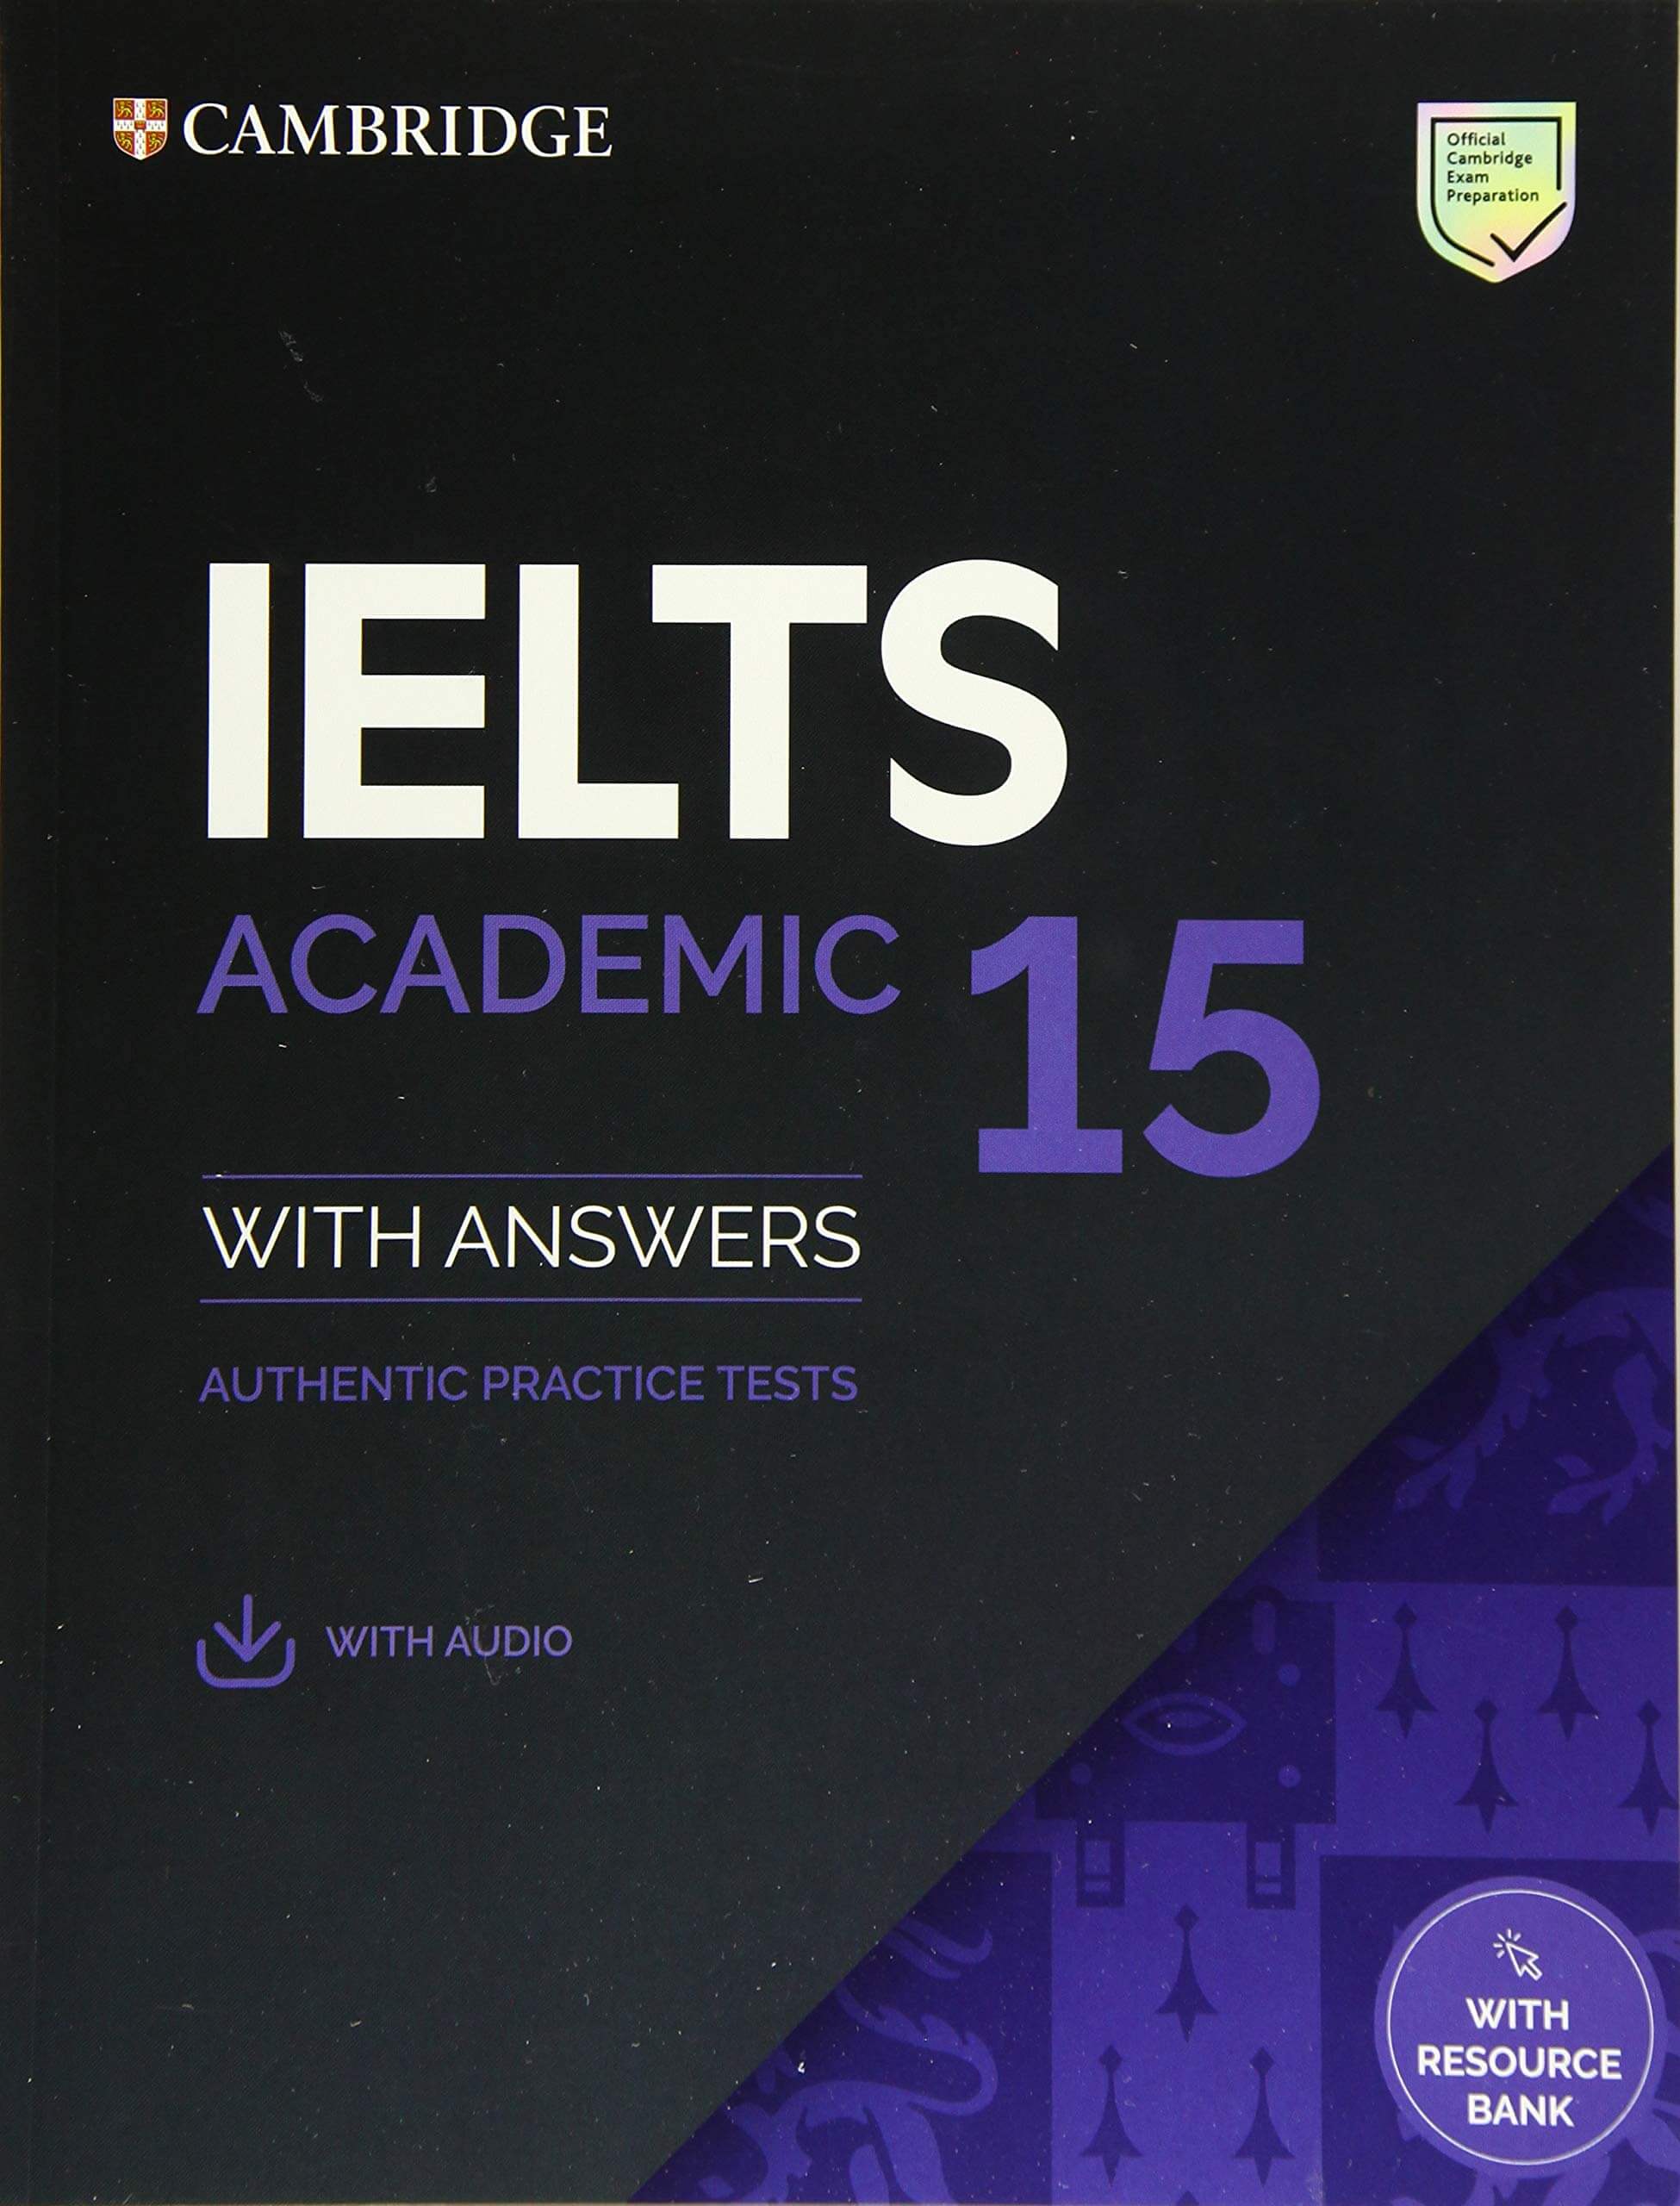 CAMBRIDGE
Official
Cambridge
Exam
Preparation
IELTS
ACADEMIC 15
WITH ANSWERS
AUTHENTIC PRACTICE TESTS
WITH AUDIO
WITH
RESOURCE
BANK